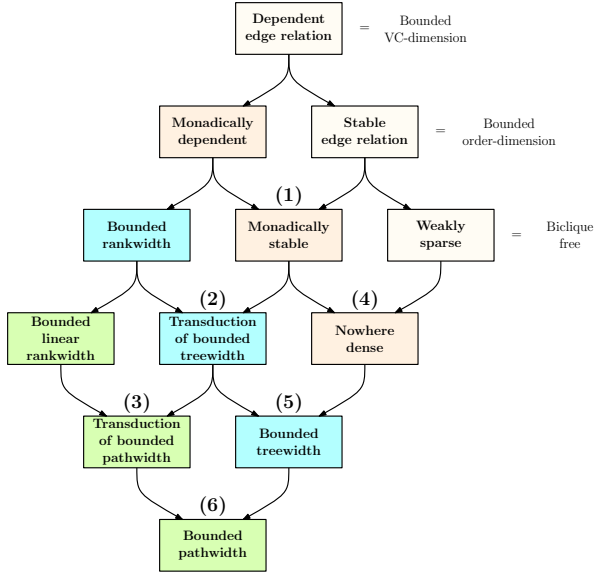 Dependent
edge relation
=
Bounded
VC-dimension
Monadically
dependent
Stable
edge relation
=
Bounded
order-dimension
(1)
Bounded
rankwidth
Monadically
stable
Weakly
sparse
=
Biclique
free
(2)
(4)
Bounded
linear
rankwidth
Transduction
of bounded
treewidth
Nowhere
dense
(3)
(5)
Transduction
of bounded
pathwidth
Bounded
treewidth
(6)
Bounded
pathwidth